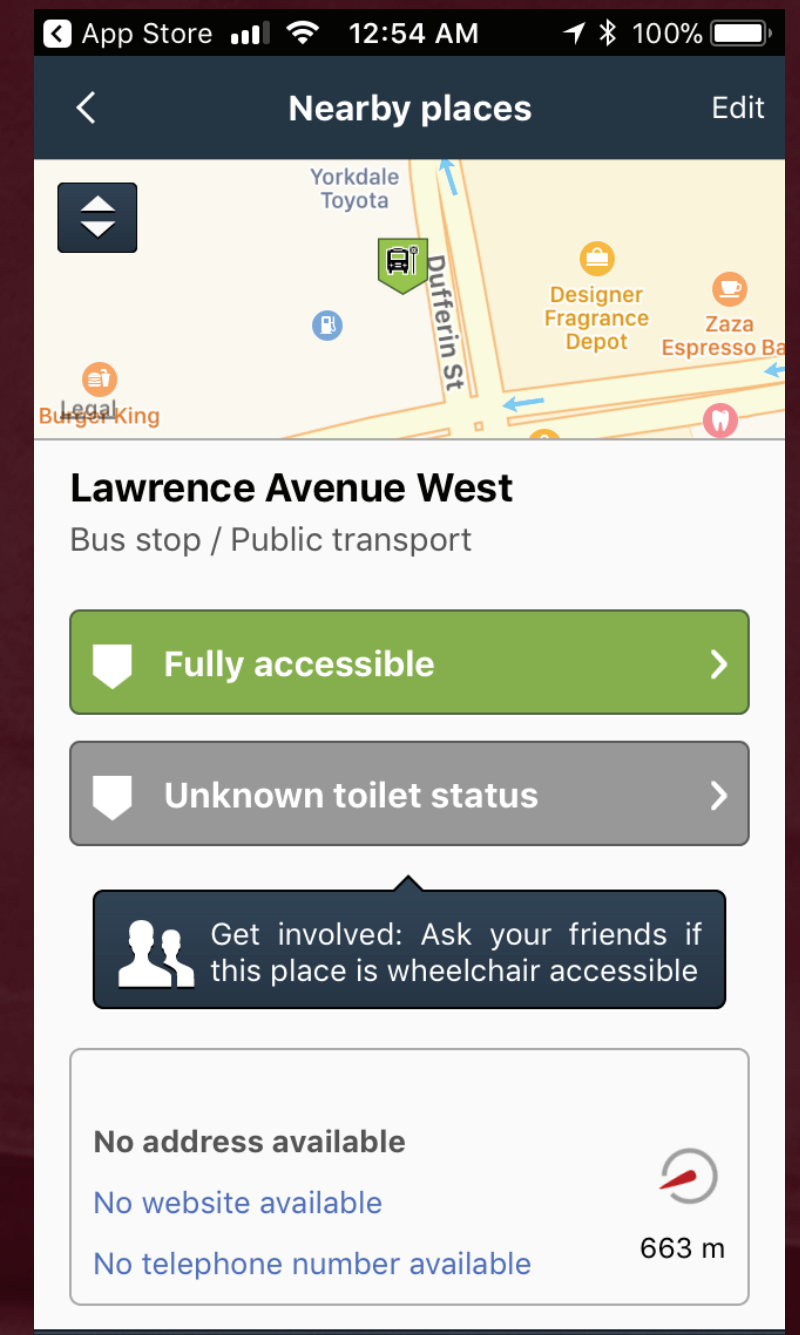 App Store 12:54 AM 100%
Nearby places Edit
Yorkdale
Toyota
Dufferin St
Designer
Fragrance
Depot
Zaza
Espresso Ba
Legal
Burger King
Lawrence Avenue West
Bus stop / Public transport
Fully accessible
Unknown toilet status
Get involved: Ask your friends if
this place is wheelchair accessible
No address available
No website available
No telephone number available
663 m